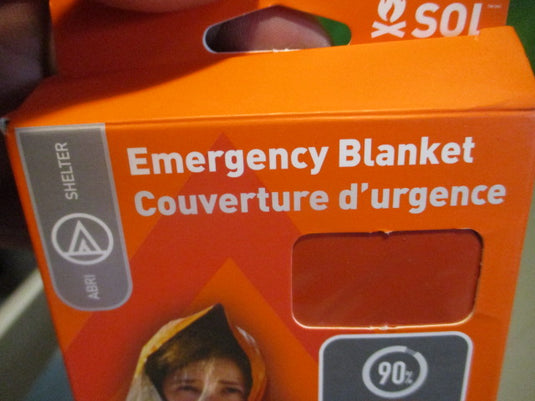 SOL
SHELTER
ABRI
Emergency Blanket
Couverture d'urgence
90%